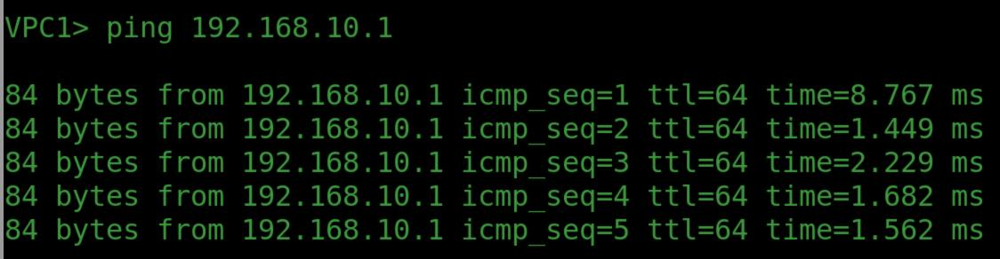 VPC1> ping 192.168.10.1
84 bytes from 192.168.10.1 icmp_seq=1 ttl=64 time=8.767 ms
84 bytes from 192.168.10.1 icmp_seq=2 ttl=64 time=1.449 ms
84 bytes from 192.168.10.1 icmp_seq=3 ttl=64 time=2.229 ms
84 bytes from 192.168.10.1 icmp_seq=4 ttl=64 time=1.682 ms
84 bytes from 192.168.10.1 icmp_seq=5 ttl=64 time=1.562 ms